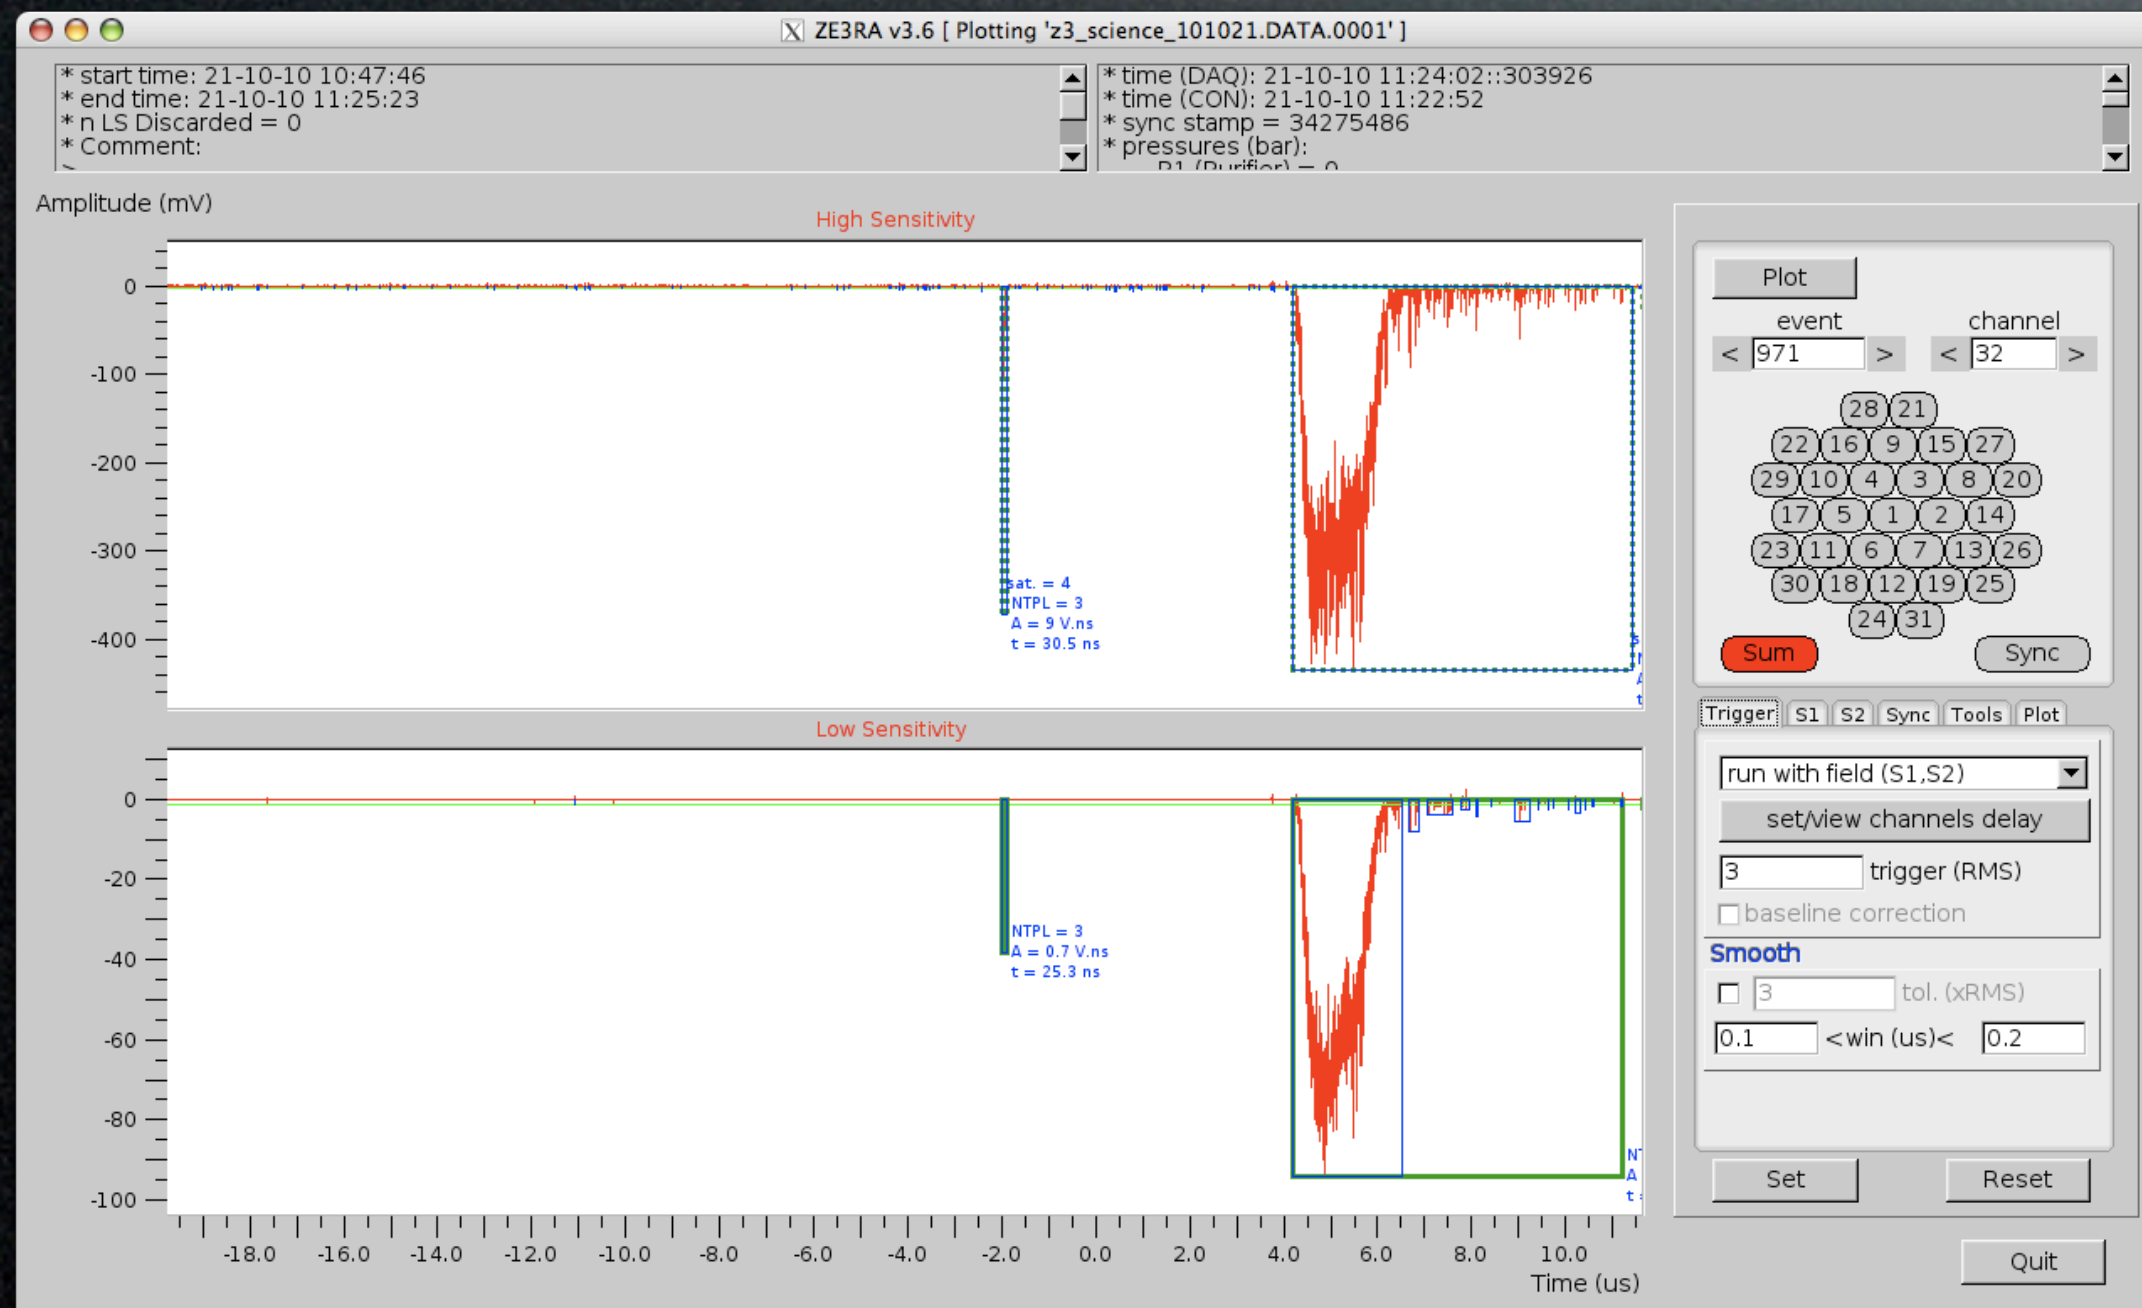 ZE3RA v3.6 [ Plotting 'z3_science_101021.DATA.0001' ]
* start time: 21-10-10 10:47:46
* end time: 21-10-10 11:25:23
* n LS Discarded = 0
* Comment:
* time (DAQ): 21-10-10 11:24:02::303926
* time (CON): 21-10-10 11:22:52
* sync stamp = 34275486
* pressures (bar):
P1 (Purifier) = 0
Amplitude (mV)
High Sensitivity
0
-100
-200
-300
-400
sat. = 4
NTPL = 3
A = 9 V.ns
t = 30.5 ns
Low Sensitivity
0
-20
-40
-60
-80
-100
NTPL = 3
A = 0.7 V.ns
t = 25.3 ns
A
t
-18.0 -16.0 -14.0 -12.0 -10.0 -8.0 -6.0 -4.0 -2.0 0.0 2.0 4.0 6.0 8.0 10.0
Time (us)
Plot
event channel
< 971 > < 32 >
28 21
22 16 9 15 27
29 10 4 3 8 20
17 5 1 2 14
23 11 6 7 13 26
30 18 12 19 25
24 31
Sum Sync
Trigger S1 S2 Sync Tools Plot
run with field (S1,S2)
set/view channels delay
3 trigger (RMS)
baseline correction
Smooth
3 tol. (xRMS)
0.1 <win (us)< 0.2
Set Reset
Quit